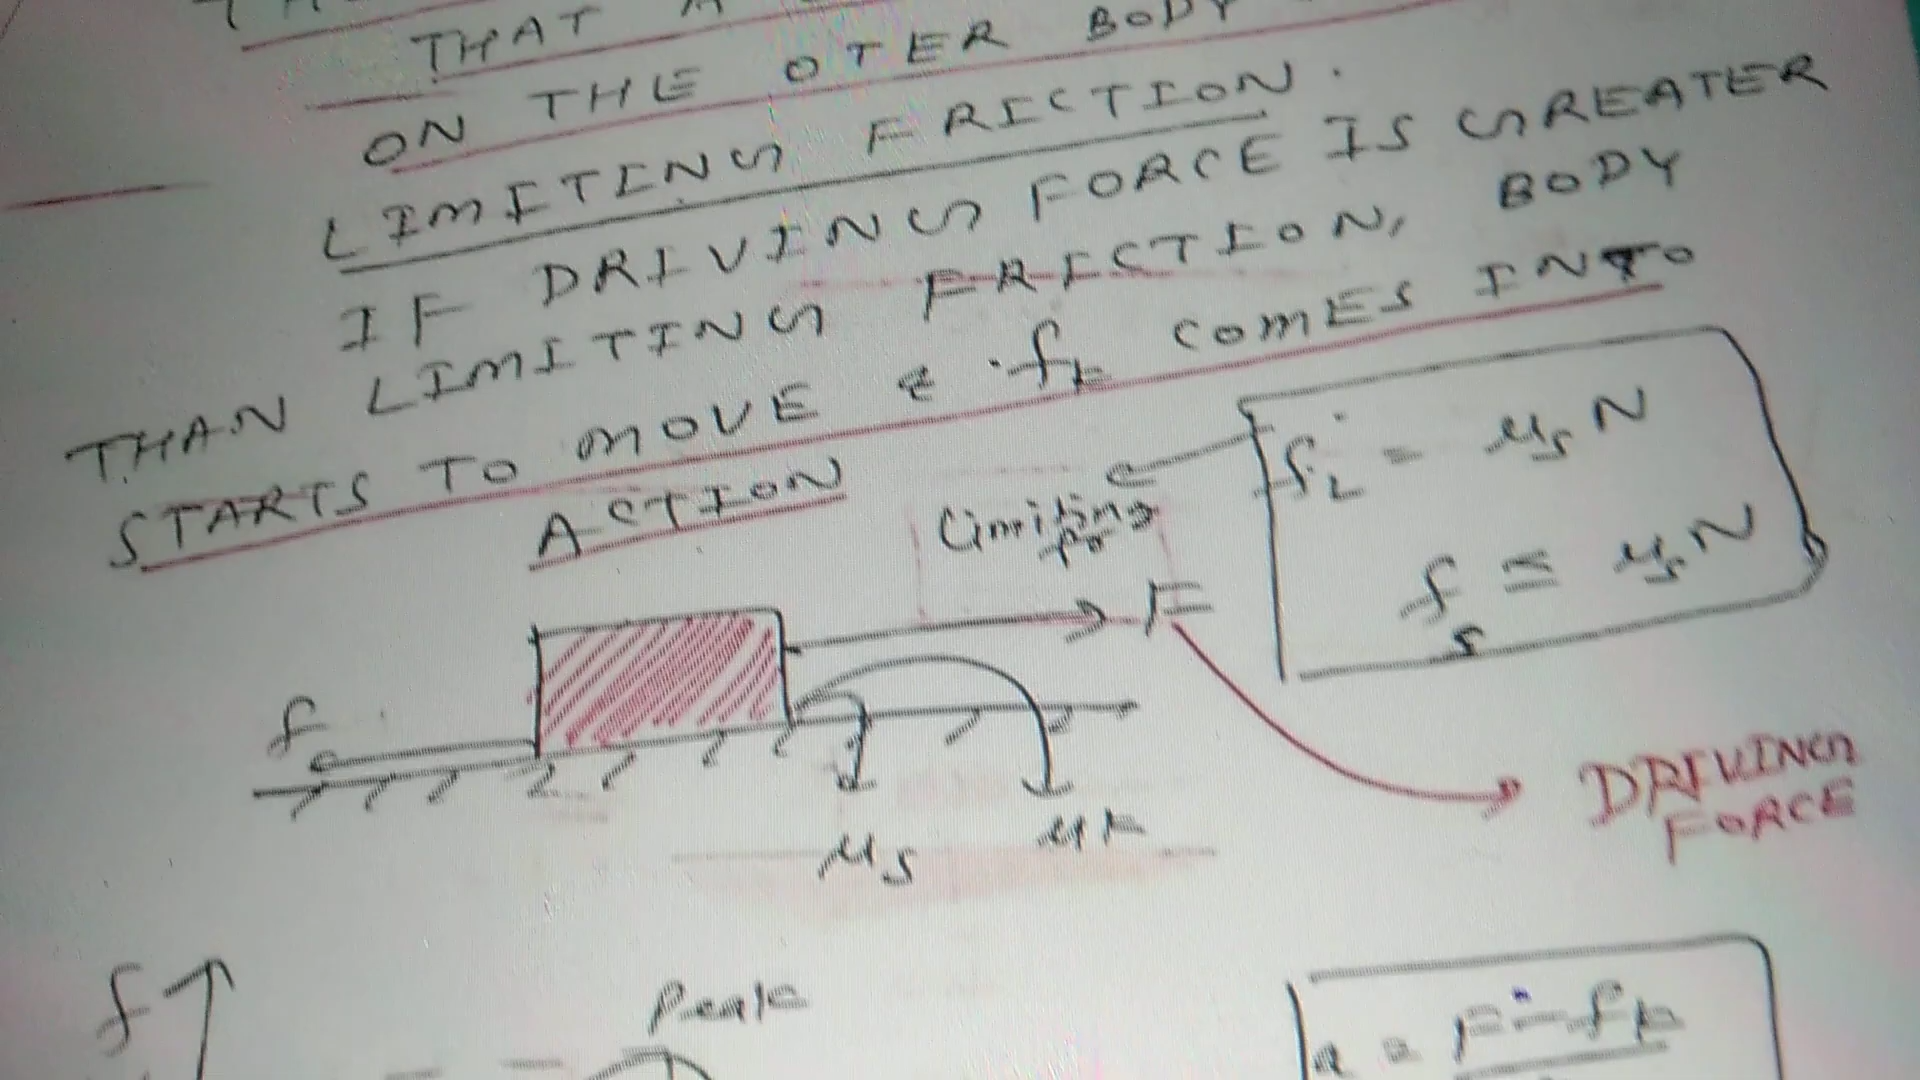 THAT A
ON THE OTER BODY
LIMITING FRICTION.
IF DRIVING FORCE IS GREATER
THAN LIMITING FRICTION, BODY
STARTS TO MOVE & fk COMES INTO
ACTION
limiting
fL = μs N
fs ≤ μs N
F
f
DRIVING
FORCE
μs
μk
f
Peak
a = F - fk